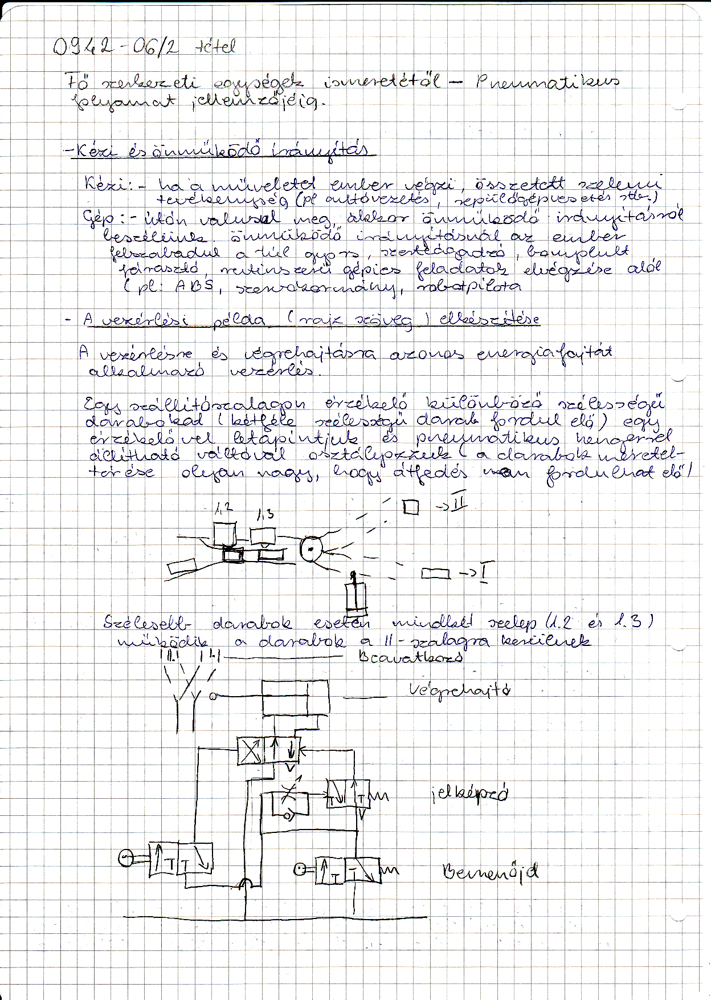 0942-06/2 tétel
Fő szerkezeti egységek ismeretétől – Pneumatikus
folyamat jellemzőjéig.
- Kézi és önműködő irányítás
Kézi: - ha a műveletet ember végzi, összetett szellemi
tevékenység (pl autóvezetés, repülőgépvezetés stb.)
Gép: - útón valusul meg, akkor önműködő irányításról
beszélünk. önműködő irányításnál az ember
felszabadul a túl gyors, szerteágadzó, bonyolult
fárasztó, rutinszerű gépies feladatok elvégzése alól
(pl: ABS, szervokormány, robotpilota
- A vezérlési példa (rajz szöveg) elkészítése
A vezérlésre és végrehajtásra azonos energiafajtát
alkalmazó vezérlés.
Egy szállítószalagon érzékelő különböző szélességű
darabokat (kétféle szélességű darab fordul elő) egy
érzékelővel letapintjuk és pneumatikus hengerrel
állítható váltóval osztályozzuk (a darabok méretel-
térése olyan nagy, hogy átfedés nem fordulhat elő)
1,2
1,3
→ II
→ I
Szélesebb darabok esetén mindkét szelep (1.2 és 1.3)
működik a darabok a II-szalagra kerülnek
Beavatkozó
Végrehajtó
jelképző
Bemenőjel